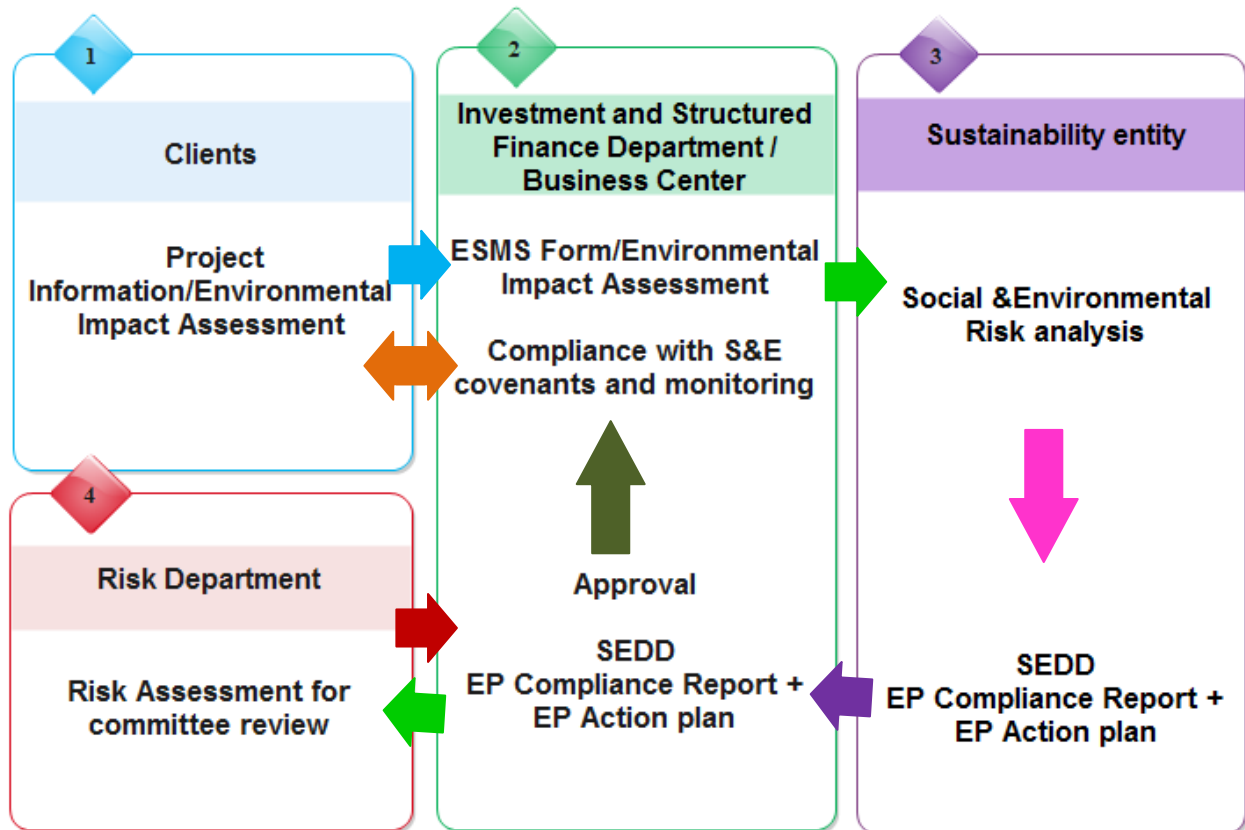 1
Clients
Project
Information/Environmental
Impact Assessment
2
Investment and Structured
Finance Department /
Business Center
ESMS Form/Environmental
Impact Assessment
Compliance with S&E
covenants and monitoring
Approval
SEDD
EP Compliance Report +
EP Action plan
3
Sustainability entity
Social &Environmental
Risk analysis
SEDD
EP Compliance Report +
EP Action plan
4
Risk Department
Risk Assessment for
committee review